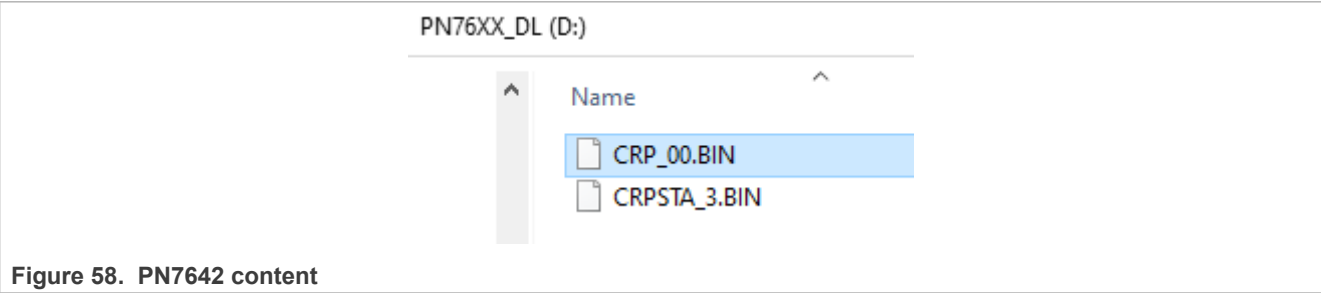 PN76XX_DL (D:)
Name
CRP_00.BIN
CRPSTA_3.BIN
Figure 58. PN7642 content